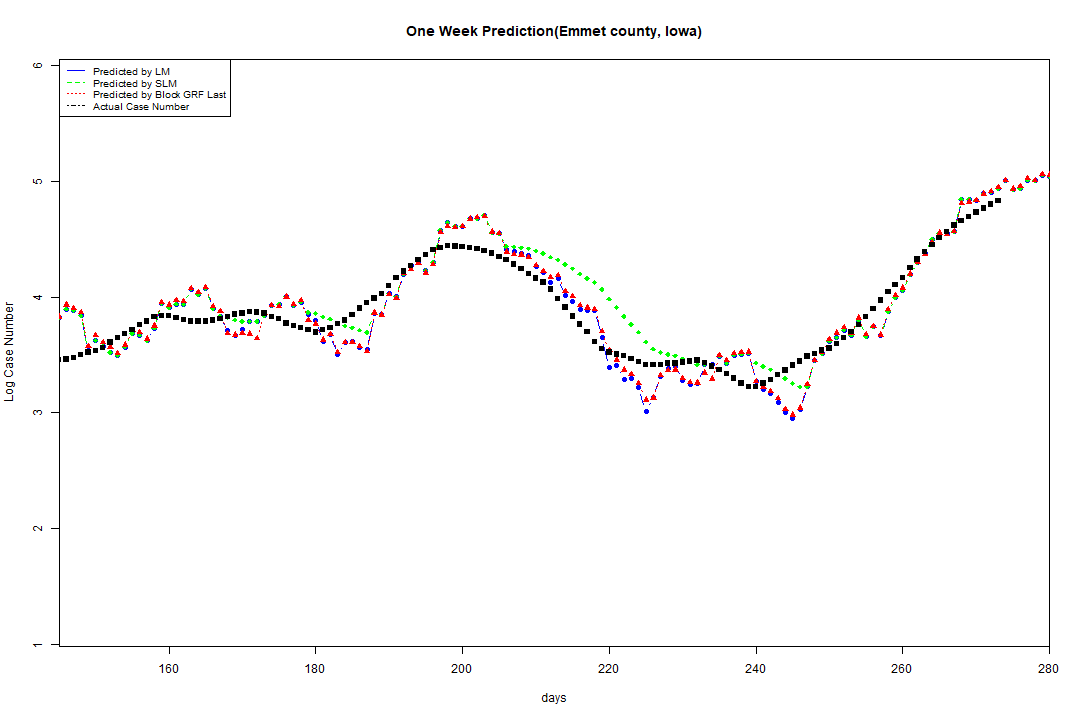 One Week Prediction(Emmet county, Iowa)
Predicted by LM
Predicted by SLM
Predicted by Block GRF Last
Actual Case Number
6
5
4
3
2
1
Log Case Number
160 180 200 220 240 260 280
days